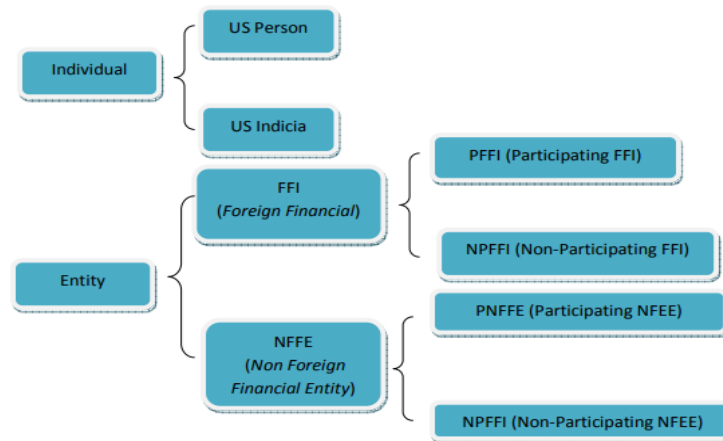 US Person
Individual
US Indicia
FFI
(Foreign Financial)
PFFI (Participating FFI)
NPFFI (Non-Participating FFI)
Entity
NFFE
(Non Foreign
Financial Entity)
PNFFE (Participating NFEE)
NPFFI (Non-Participating NFEE)